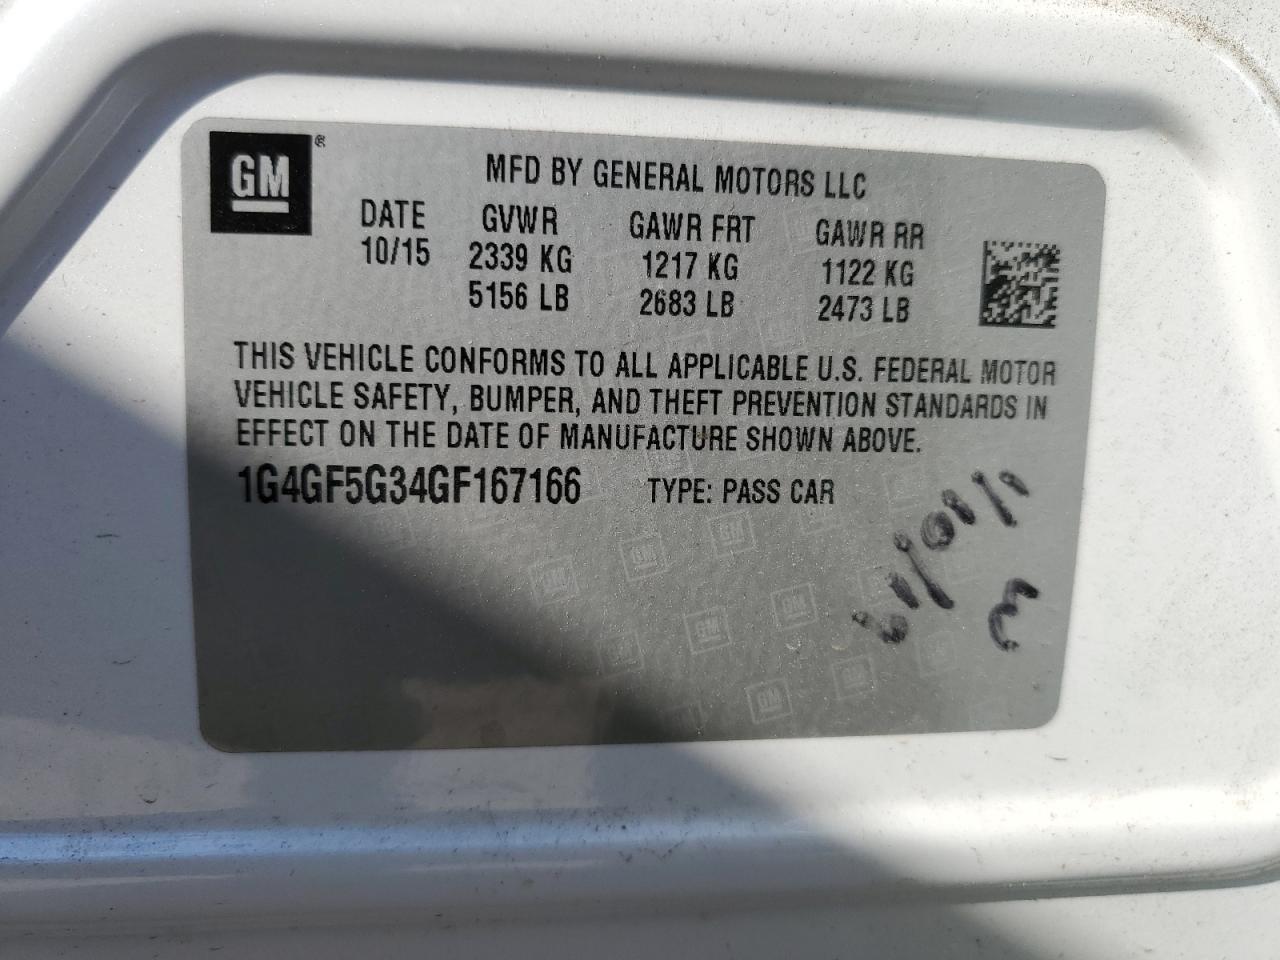 GM®
MFD BY GENERAL MOTORS LLC
DATE GVWR GAWR FRT GAWR RR
10/15 2339 KG 1217 KG 1122 KG
5156 LB 2683 LB 2473 LB
THIS VEHICLE CONFORMS TO ALL APPLICABLE U.S. FEDERAL MOTOR
VEHICLE SAFETY, BUMPER, AND THEFT PREVENTION STANDARDS IN
EFFECT ON THE DATE OF MANUFACTURE SHOWN ABOVE.
1G4GF5G34GF167166 TYPE: PASS CAR